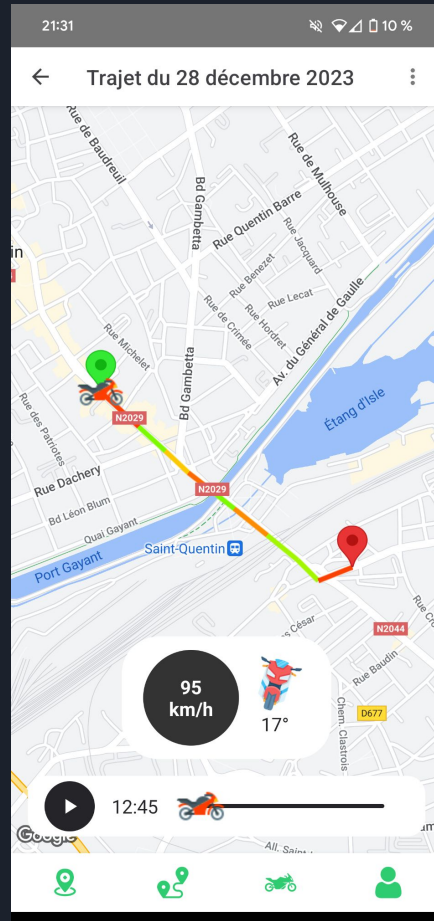 21:31
10 %
Trajet du 28 décembre 2023
Rue de Baudreuil
Bd Gambetta
Rue de Mulhouse
Rue Quentin Barre
Rue Jacquard
Rue Benezet
Rue Lecat
Rue Hordret
Rue de Crimée
Av. du Général de Gaulle
in
Rue Michelet
Bd Gambetta
Étang d'Isle
N2029
Rue des Patriotes
Rue Dachery
N2029
Bd Léon Blum
Quai Gayant
Saint-Quentin
Port Gayant
N2044
s César
Rue Baudin
95
km/h
17°
D677
Chem. Clastrois
12:45
Google